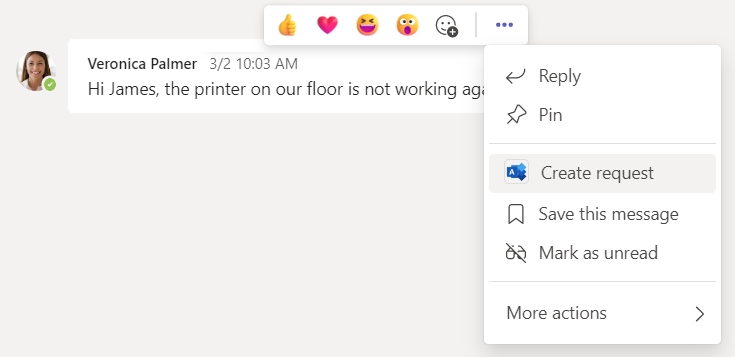 Veronica Palmer 3/2 10:03 AM
Hi James, the printer on our floor is not working
Reply
Pin
Create request
Save this message
Mark as unread
More actions